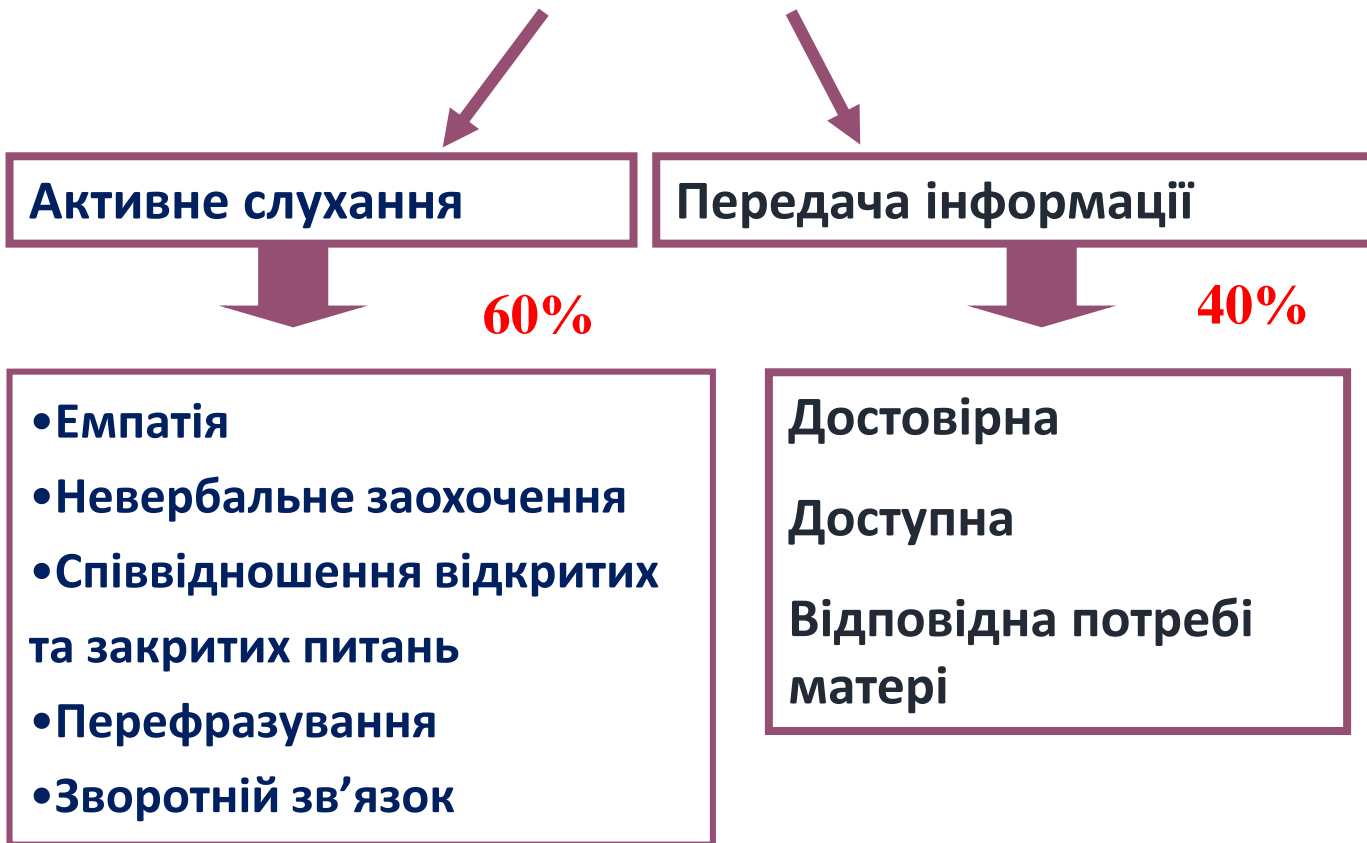 Активне слухання
Передача інформації
60%
40%
•Емпатія
•Невербальне заохочення
•Співвідношення відкритих
та закритих питань
•Перефразування
•Зворотній зв’язок
Достовірна
Доступна
Відповідна потребі
матері